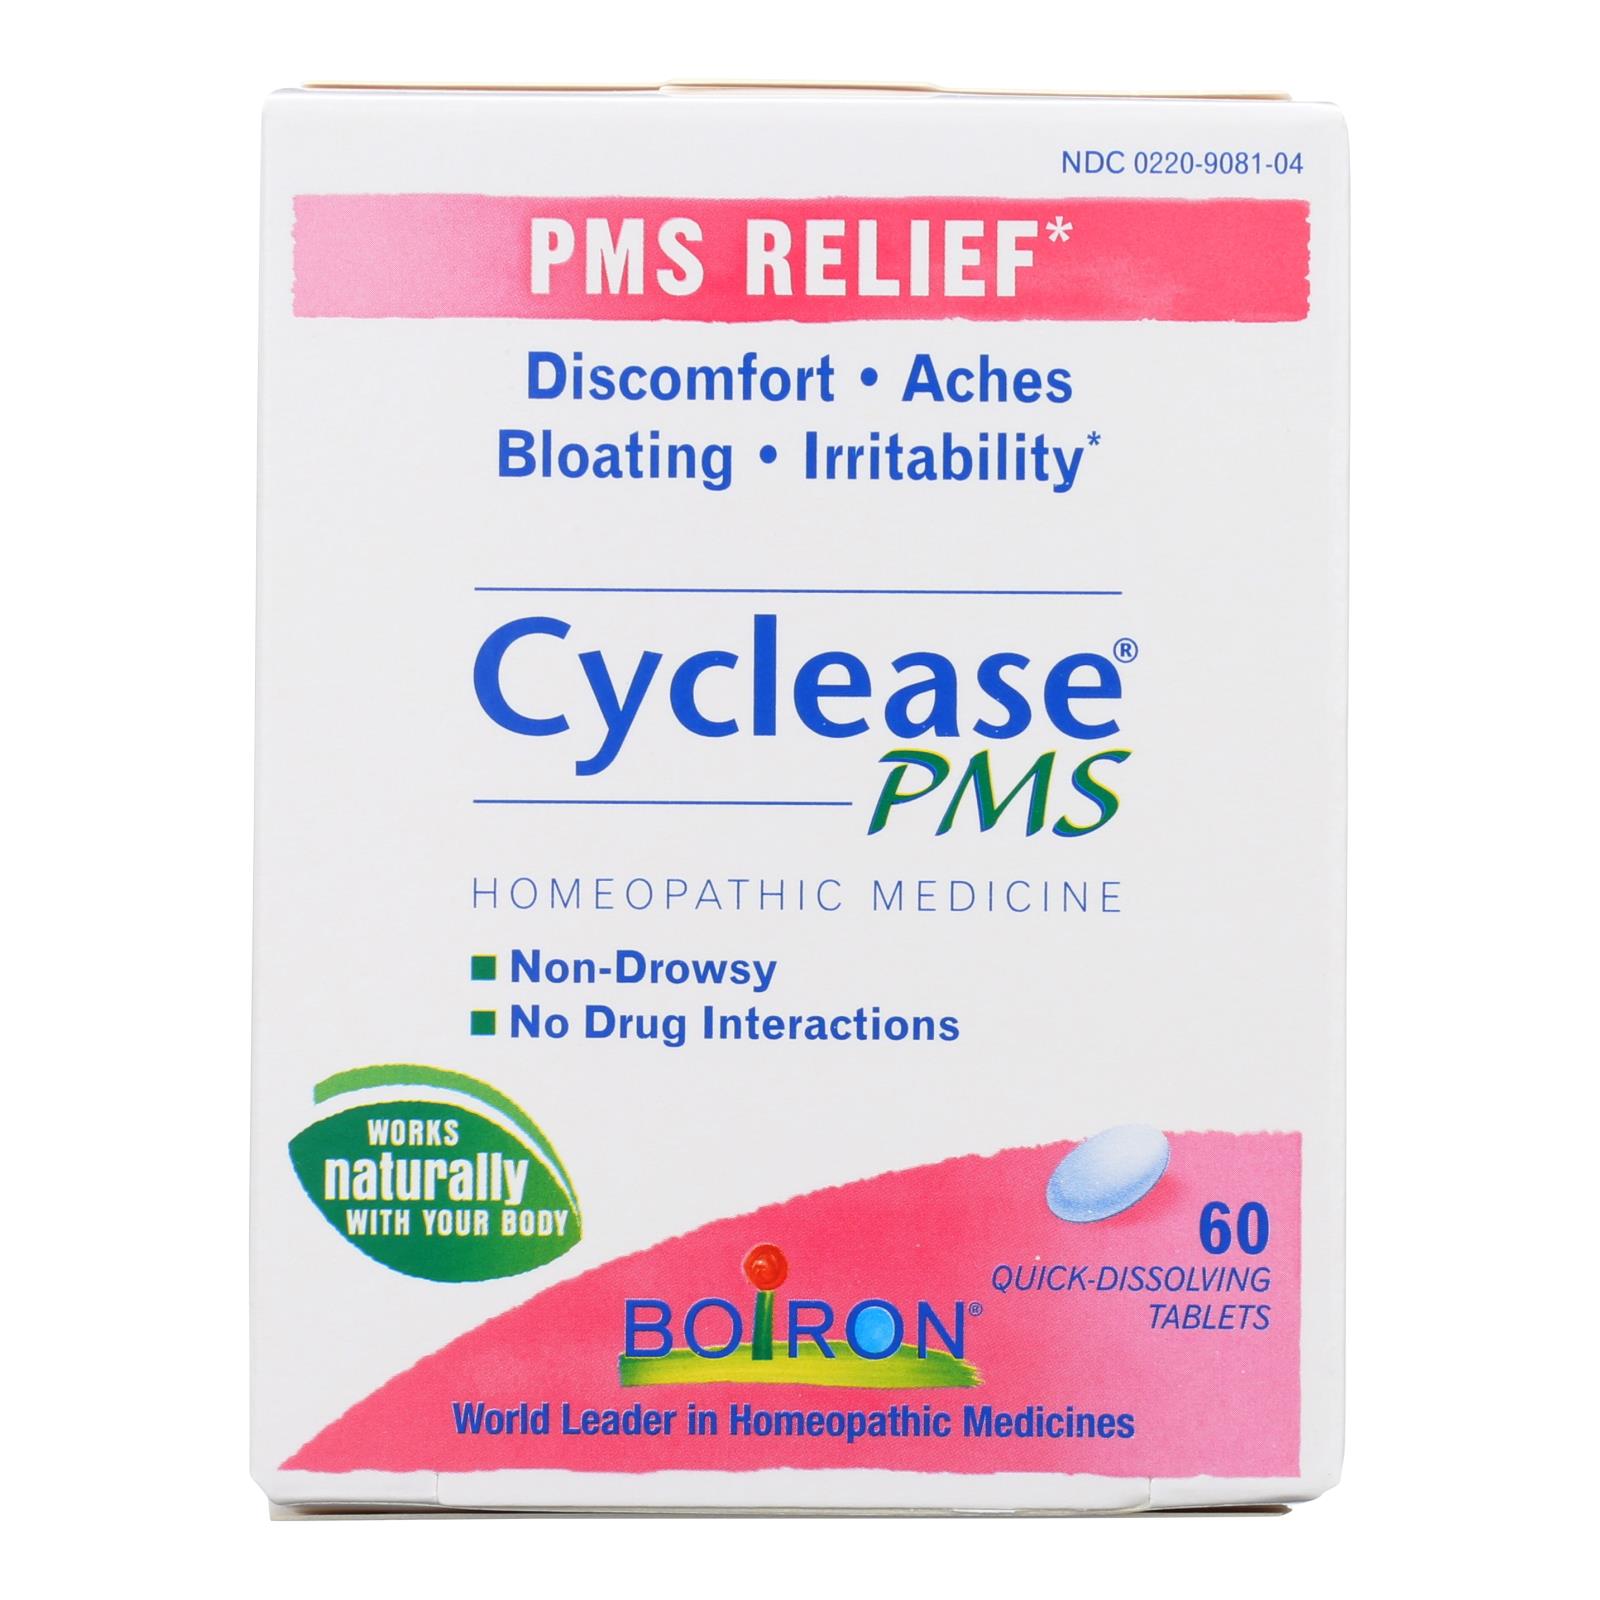 NDC 0220-9081-04
PMS RELIEF*
Discomfort • Aches
Bloating • Irritability*
Cyclease®
PMS
HOMEOPATHIC MEDICINE
■ Non-Drowsy
■ No Drug Interactions
WORKS
naturally
WITH YOUR BODY
60
QUICK-DISSOLVING
TABLETS
BOIRON®
World Leader in Homeopathic Medicines